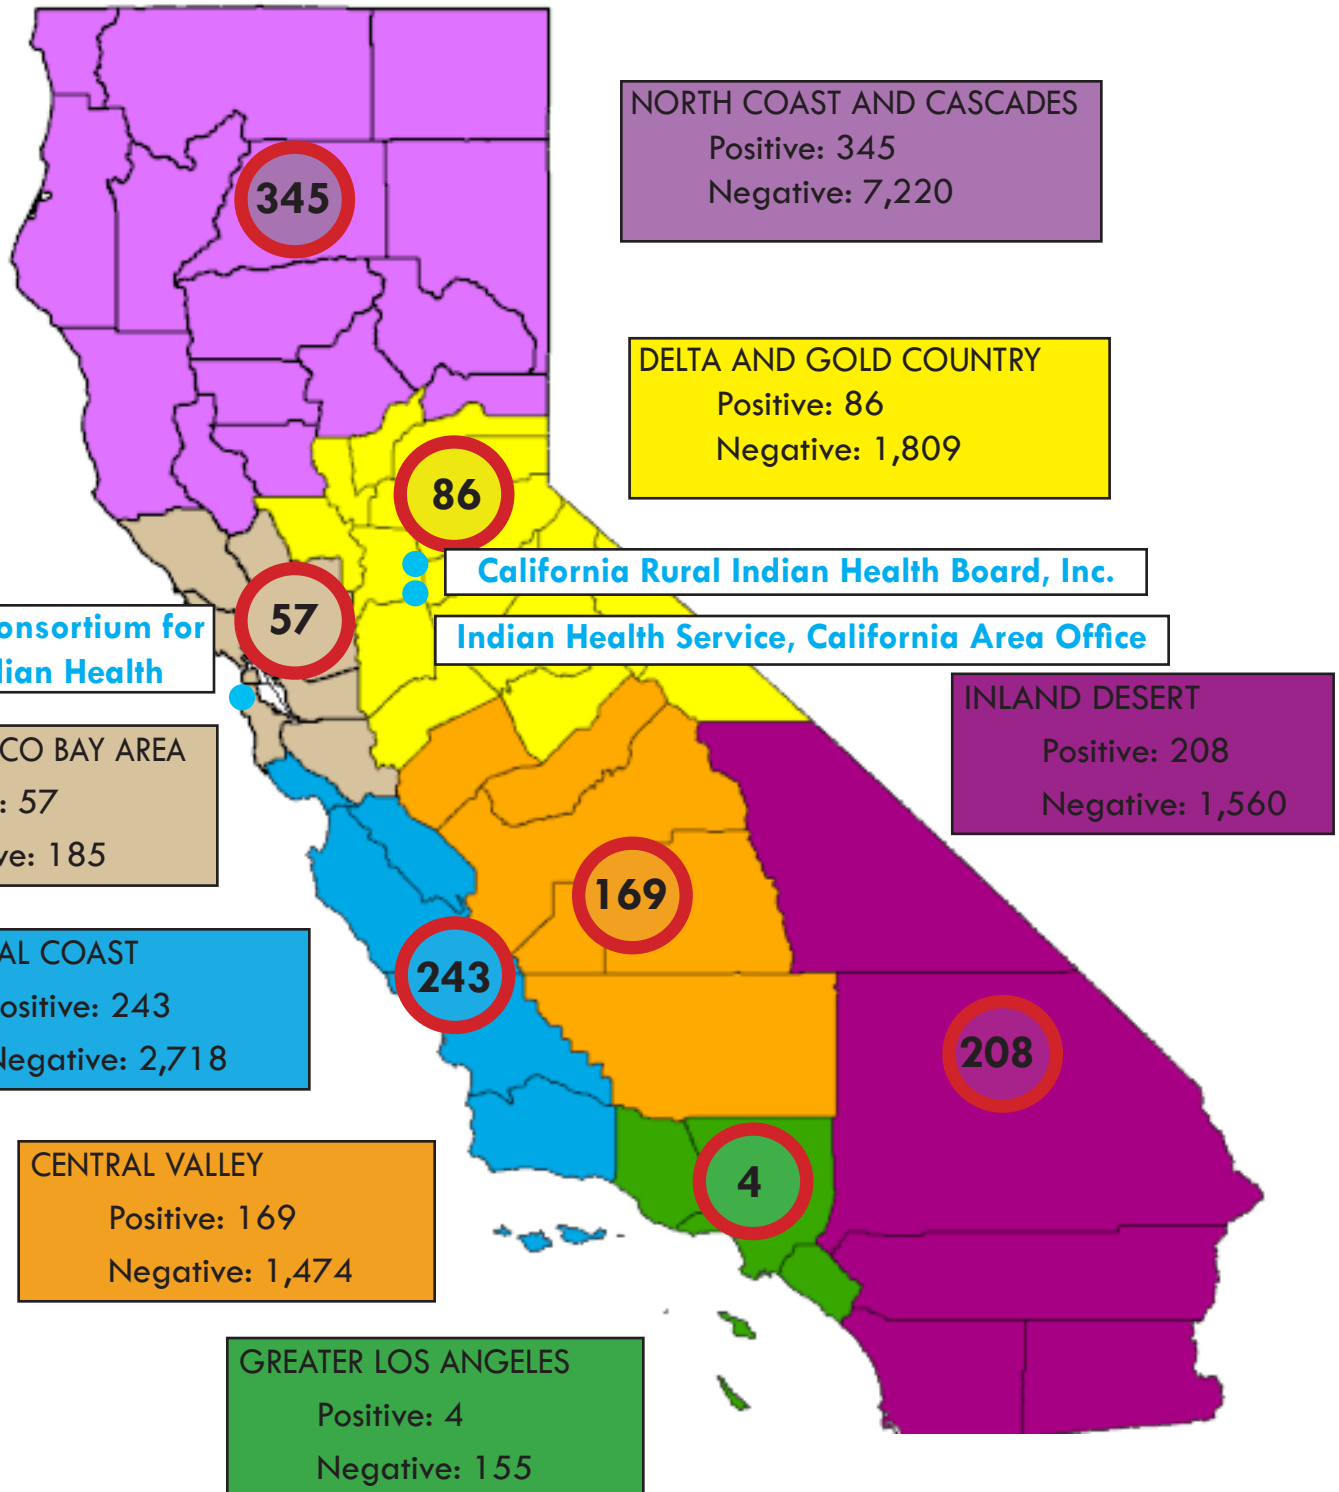 NORTH COAST AND CASCADES
Positive: 345
Negative: 7,220
345
DELTA AND GOLD COUNTRY
Positive: 86
Negative: 1,809
86
California Rural Indian Health Board, Inc.
57
onsortium for
dian Health
Indian Health Service, California Area Office
INLAND DESERT
Positive: 208
Negative: 1,560
CO BAY AREA
: 57
ve: 185
169
AL COAST
ositive: 243
Negative: 2,718
243
208
CENTRAL VALLEY
Positive: 169
Negative: 1,474
4
GREATER LOS ANGELES
Positive: 4
Negative: 155